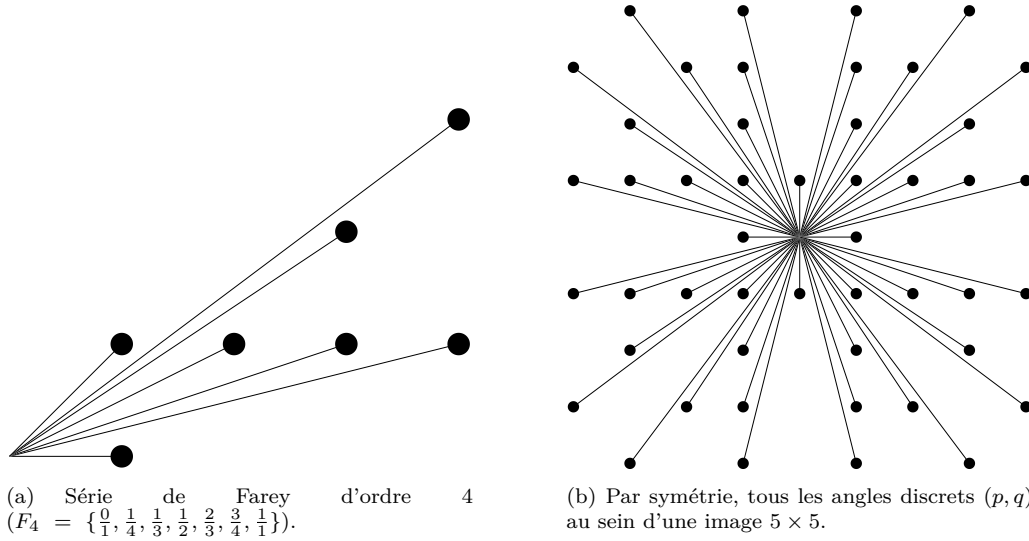 (a) Série de Farey d'ordre 4
(F₄ = {0/1, 1/4, 1/3, 1/2, 2/3, 3/4, 1/1}).
(b) Par symétrie, tous les angles discrets (p, q)
au sein d'une image 5 × 5.